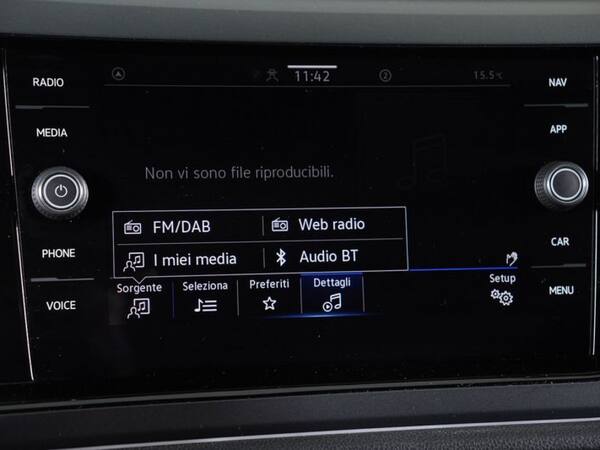 RADIO
MEDIA
PHONE
VOICE
11:42
2
15.5°C
Non vi sono file riproducibili.
FM/DAB
Web radio
I miei media
Audio BT
Sorgente
Seleziona
Preferiti
Dettagli
Setup
NAV
APP
CAR
MENU